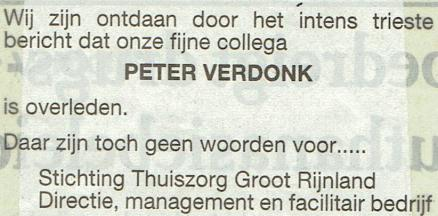 Wij zijn ontdaan door het intens trieste
bericht dat onze fijne collega
PETER VERDONK
is overleden.
Daar zijn toch geen woorden voor.....
Stichting Thuiszorg Groot Rijnland
Directie, management en facilitair bedrijf